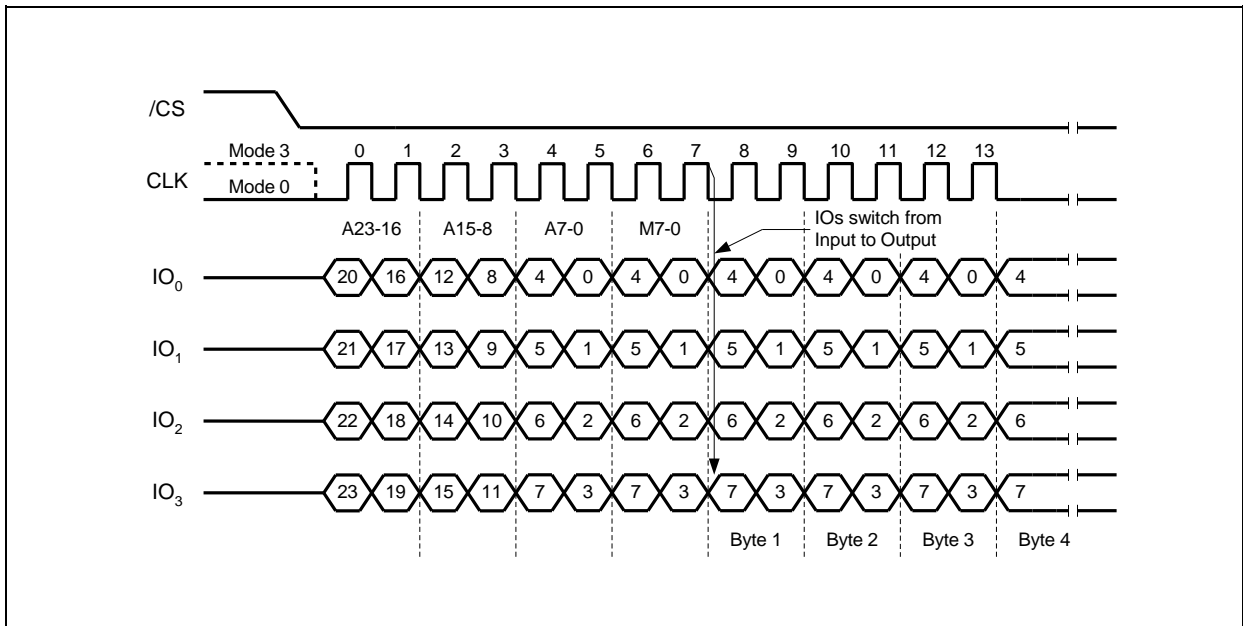 /CS
Mode 3
0 1 2 3 4 5 6 7 8 9 10 11 12 13
CLK
Mode 0
A23-16 A15-8 A7-0 M7-0
IOs switch from
Input to Output
IO0 20 16 12 8 4 0 4 0 4 0 4 0 4 0 4
IO1 21 17 13 9 5 1 5 1 5 1 5 1 5 1 5
IO2 22 18 14 10 6 2 6 2 6 2 6 2 6 2 6
IO3 23 19 15 11 7 3 7 3 7 3 7 3 7 3 7
Byte 1 Byte 2 Byte 3 Byte 4